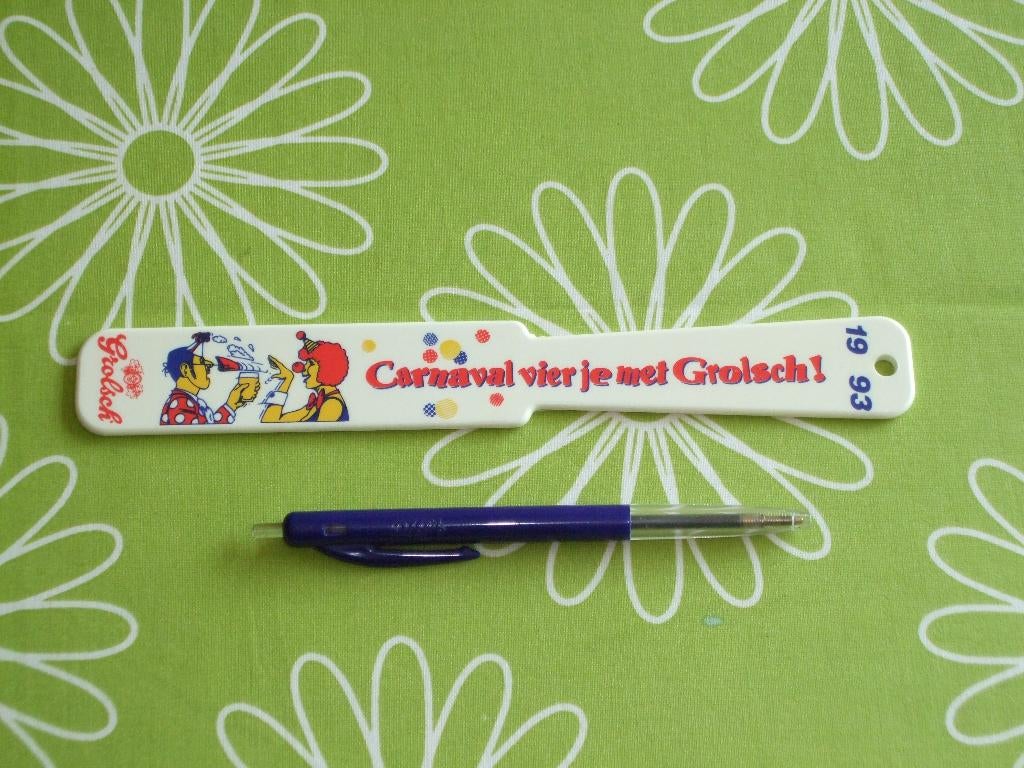 Grolsch
Carnaval vier je met Grolsch!
19 93